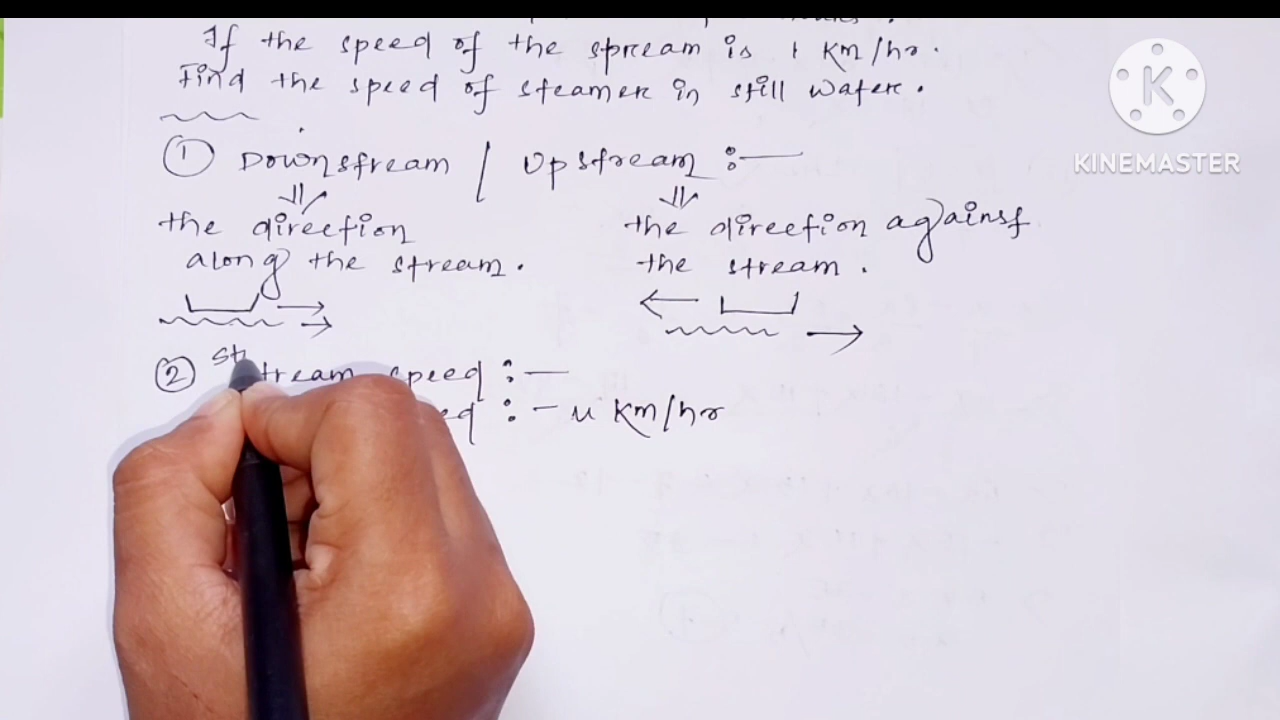 If the speed of the stream is 1 Km/hr.
Find the speed of steamer in still water.
① Downstream / Upstream :—
the direction along the stream.
the direction against the stream.
② Stream speed :—
:— u Km/hr
K
KINEMASTER